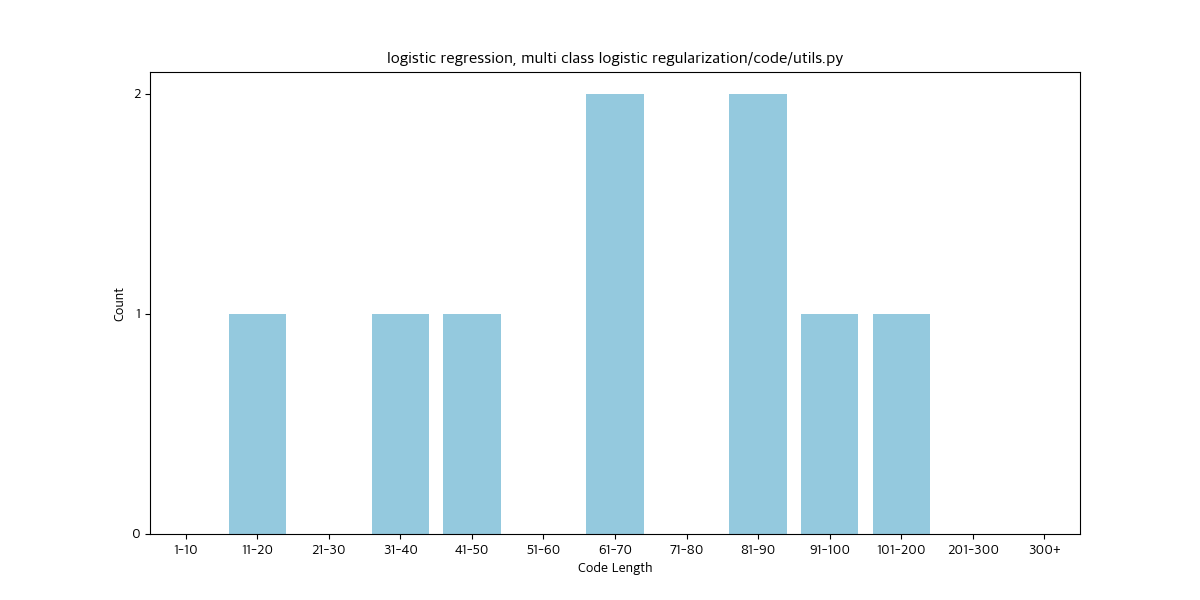 logistic regression, multi class logistic regularization/code/utils.py
Count
2
1
0
1-10 11-20 21-30 31-40 41-50 51-60 61-70 71-80 81-90 91-100 101-200 201-300 300+
Code Length